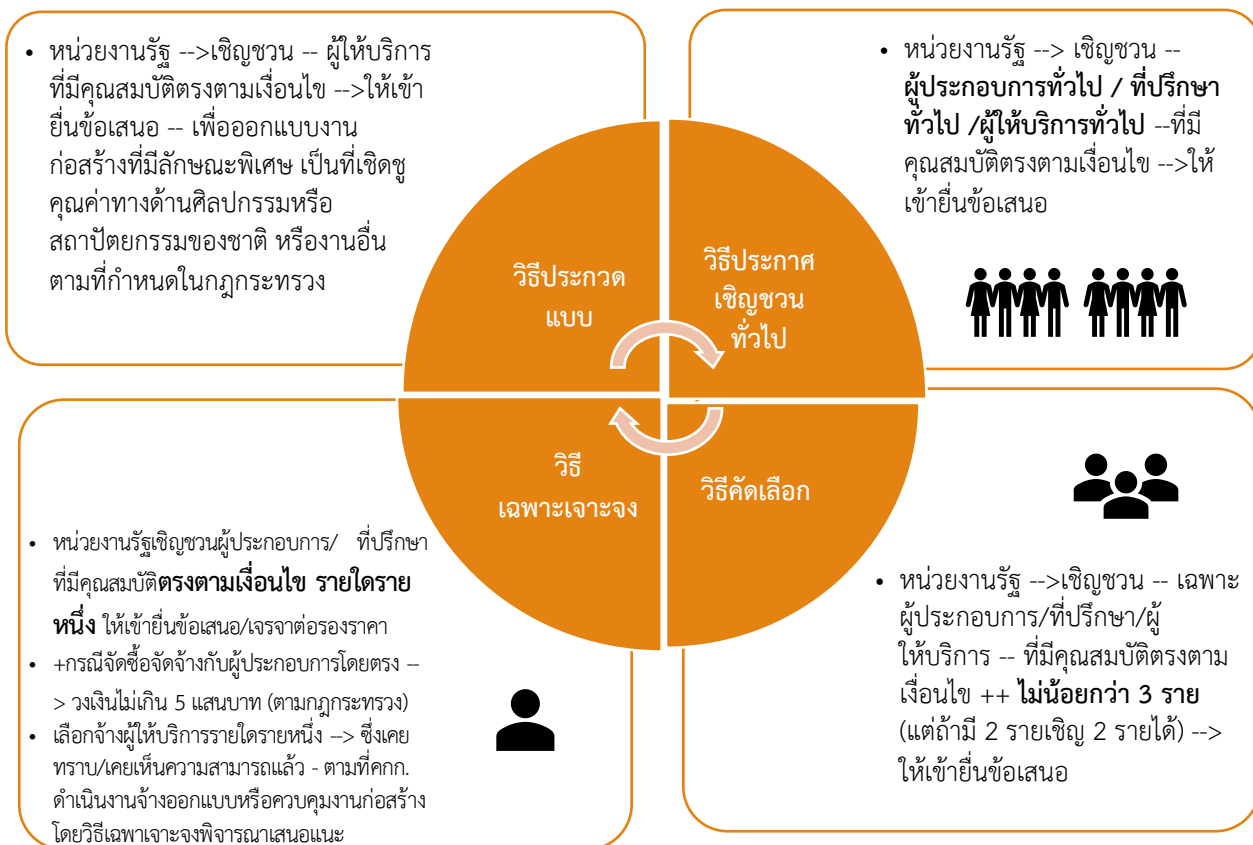 • หน่วยงานรัฐ -->เชิญชวน -- ผู้ให้บริการ
ที่มีคุณสมบัติตรงตามเงื่อนไข -->ให้เข้า
ยื่นข้อเสนอ -- เพื่อออกแบบงาน
ก่อสร้างที่มีลักษณะพิเศษ เป็นที่เชิดชู
คุณค่าทางด้านศิลปกรรมหรือ
สถาปัตยกรรมของชาติ หรืองานอื่น
ตามที่กำหนดในกฎกระทรวง
• หน่วยงานรัฐ --> เชิญชวน --
ผู้ประกอบการทั่วไป / ที่ปรึกษา
ทั่วไป /ผู้ให้บริการทั่วไป --ที่มี
คุณสมบัติตรงตามเงื่อนไข -->ให้
เข้ายื่นข้อเสนอ
วิธีประกวด
แบบ
วิธีประกาศ
เชิญชวน
ทั่วไป
วิธี
เฉพาะเจาะจง
วิธีคัดเลือก
• หน่วยงานรัฐเชิญชวนผู้ประกอบการ/ ที่ปรึกษา
ที่มีคุณสมบัติตรงตามเงื่อนไข รายใดราย
หนึ่ง ให้เข้ายื่นข้อเสนอ/เจรจาต่อรองราคา
• +กรณีจัดซื้อจัดจ้างกับผู้ประกอบการโดยตรง --
> วงเงินไม่เกิน 5 แสนบาท (ตามกฎกระทรวง)
• เลือกจ้างผู้ให้บริการรายใดรายหนึ่ง --> ซึ่งเคย
ทราบ/เคยเห็นความสามารถแล้ว - ตามที่คกก.
ดำเนินงานจ้างออกแบบหรือควบคุมงานก่อสร้าง
โดยวิธีเฉพาเจาะจงพิจารณาเสนอแนะ
• หน่วยงานรัฐ -->เชิญชวน -- เฉพาะ
ผู้ประกอบการ/ที่ปรึกษา/ผู้
ให้บริการ -- ที่มีคุณสมบัติตรงตาม
เงื่อนไข ++ ไม่น้อยกว่า 3 ราย
(แต่ถ้ามี 2 รายเชิญ 2 รายได้) -->
ให้เข้ายื่นข้อเสนอ